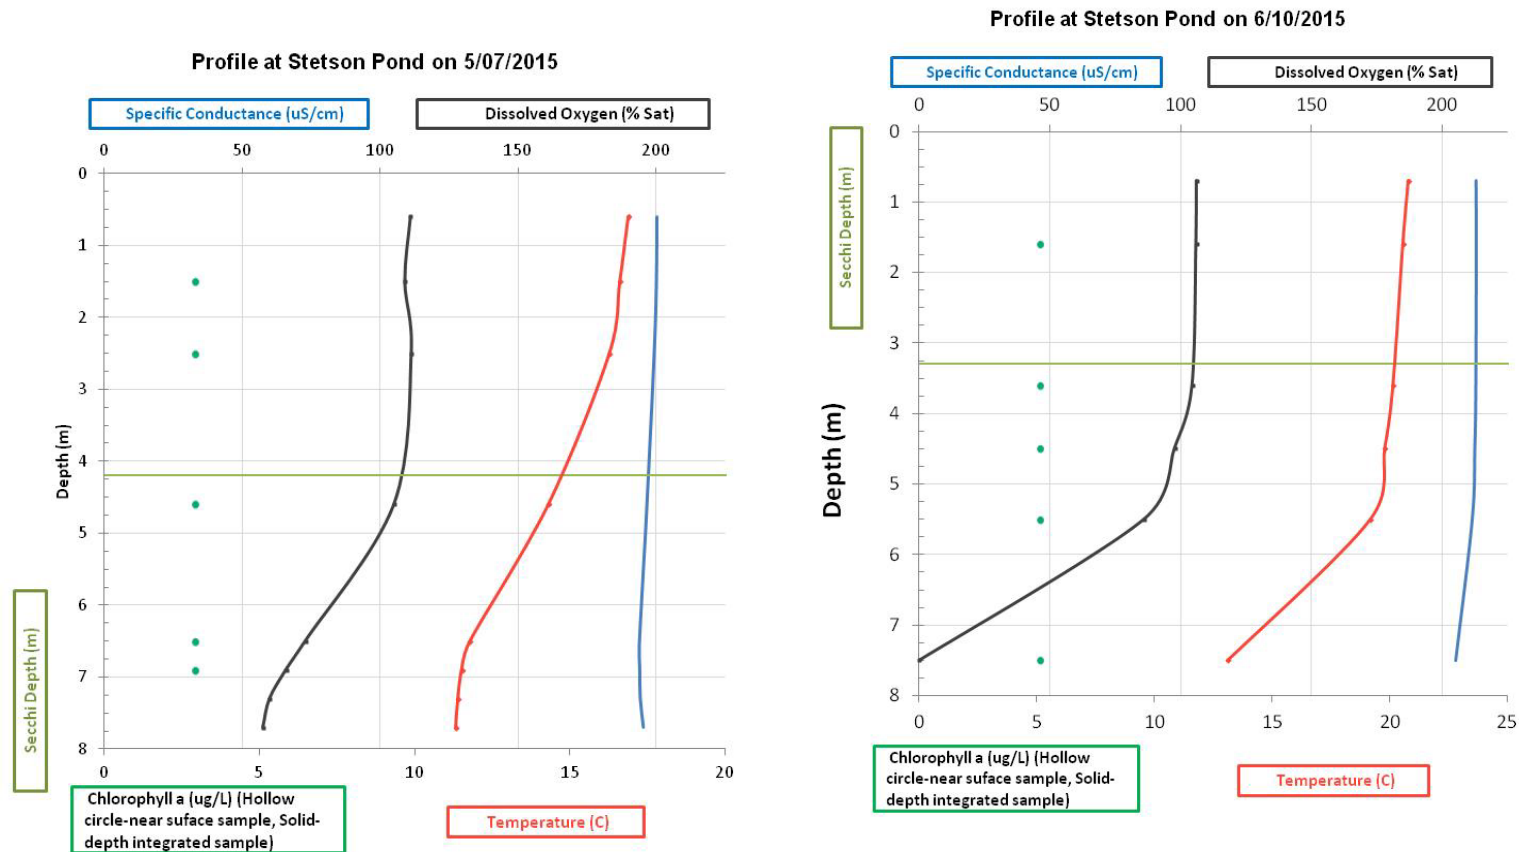 Profile at Stetson Pond on 5/07/2015
Specific Conductance (uS/cm)
Dissolved Oxygen (% Sat)
0 50 100 150 200
0
1
2
3
4
5
6
7
8
Depth (m)
Secchi Depth (m)
0 5 10 15 20
Chlorophyll a (ug/L) (Hollow
circle-near suface sample, Solid-
depth integrated sample)
Temperature (C)
Profile at Stetson Pond on 6/10/2015
Specific Conductance (uS/cm)
Dissolved Oxygen (% Sat)
0 50 100 150 200
Secchi Depth (m)
0
1
2
3
4
5
6
7
8
Depth (m)
0 5 10 15 20 25
Chlorophyll a (ug/L) (Hollow
circle-near suface sample, Solid-
depth integrated sample)
Temperature (C)